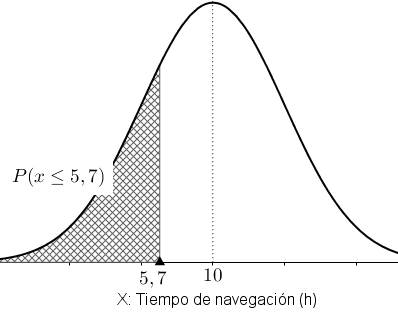 P(x ≤ 5, 7)
5, 7
10
X: Tiempo de navegación (h)